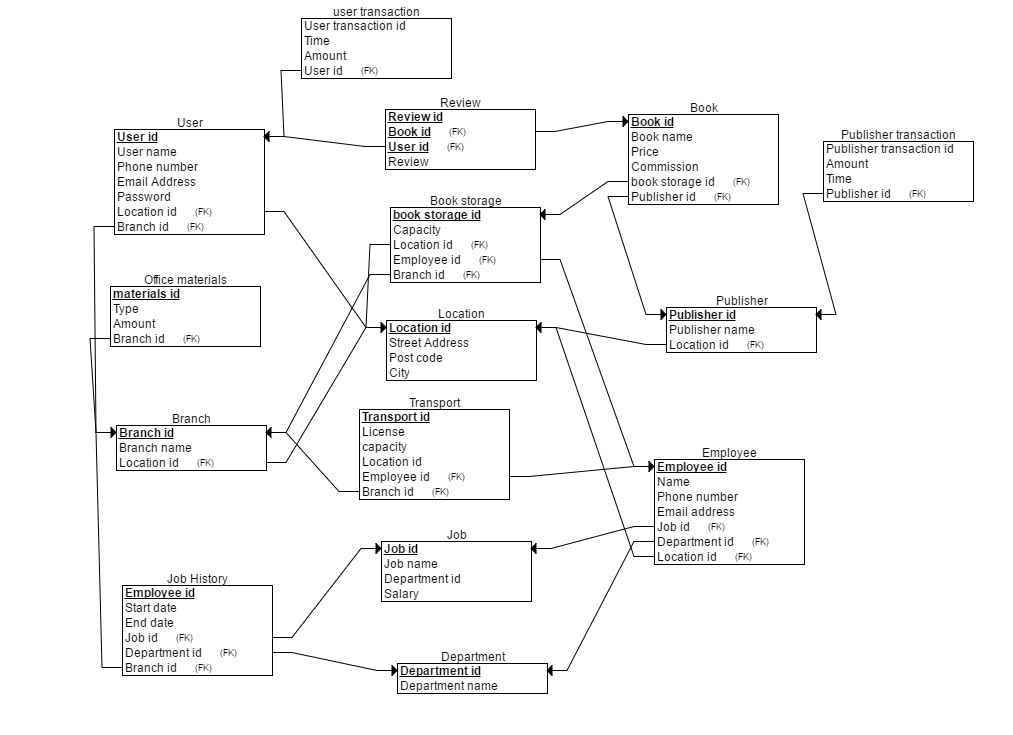 user transaction
User transaction id
Time
Amount
User id (FK)
Review
Review id
Book id (FK)
User id (FK)
Review
Book
Book id
Book name
Price
Commission
book storage id (FK)
Publisher id (FK)
Publisher transaction
Publisher transaction id
Amount
Time
Publisher id (FK)
User
User id
User name
Phone number
Email Address
Password
Location id (FK)
Branch id (FK)
Book storage
book storage id
Capacity
Location id (FK)
Employee id (FK)
Branch id (FK)
Office materials
materials id
Type
Amount
Branch id (FK)
Location
Location id
Street Address
Post code
City
Publisher
Publisher id
Publisher name
Location id (FK)
Branch
Branch id
Branch name
Location id (FK)
Transport
Transport id
License
capacity
Location id
Employee id (FK)
Branch id (FK)
Employee
Employee id
Name
Phone number
Email address
Job id (FK)
Department id (FK)
Location id (FK)
Job
Job id
Job name
Department id
Salary
Job History
Employee id
Start date
End date
Job id (FK)
Department id (FK)
Branch id (FK)
Department
Department id
Department name